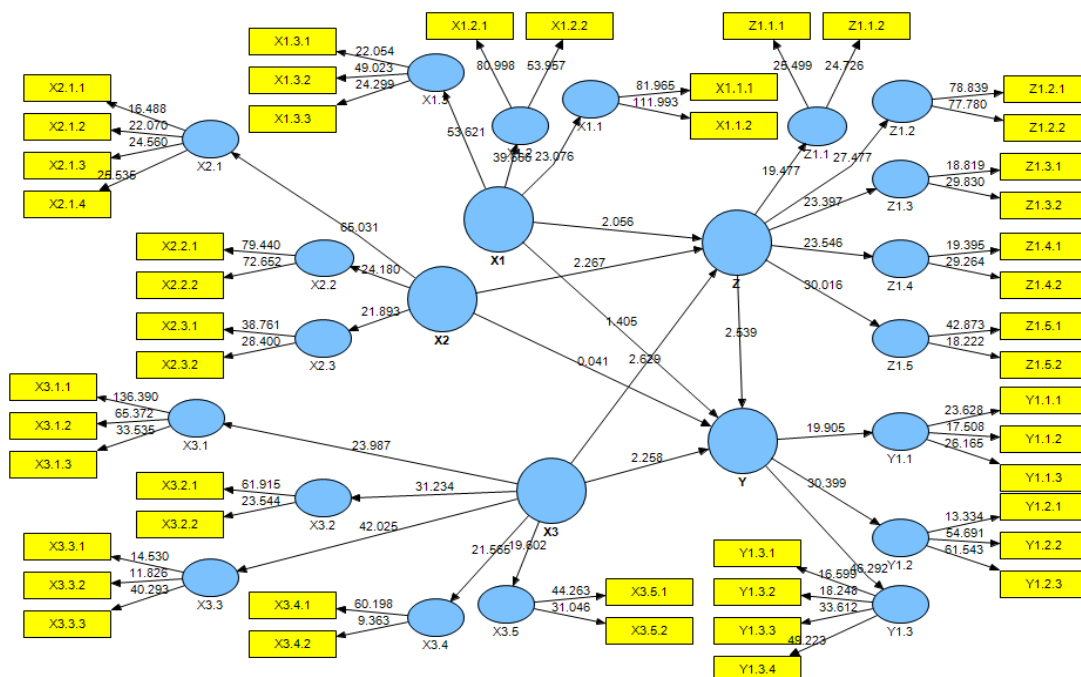 X1.2.1
X1.2.2
Z1.1.1
Z1.1.2
X1.3.1
X1.3.2
X1.3.3
22.054
49.023
24.299
X1.3
80.998
53.957
X1.1
81.965
111.993
X1.1.1
X1.1.2
25.499
24.726
Z1.1
Z1.2
78.839
77.780
Z1.2.1
Z1.2.2
X2.1.1
X2.1.2
X2.1.3
X2.1.4
16.488
22.070
24.560
25.535
X2.1
53.621
23.076
19.477
27.477
18.819
29.830
Z1.3
Z1.3.1
Z1.3.2
23.397
65.031
X1
2.056
Z
23.546
Z1.4
19.395
29.264
Z1.4.1
Z1.4.2
X2.2.1
X2.2.2
79.440
72.652
X2.2
24.180
2.267
30.016
X2.3.1
X2.3.2
38.761
28.400
X2.3
21.893
X2
1.405
2.539
Z1.5
42.873
18.222
Z1.5.1
Z1.5.2
0.041
2.629
X3.1.1
X3.1.2
X3.1.3
136.390
65.372
33.535
X3.1
23.987
2.258
Y
19.905
Y1.1
23.628
17.508
26.165
Y1.1.1
Y1.1.2
Y1.1.3
X3.2.1
X3.2.2
61.915
23.544
X3.2
31.234
X3
30.399
Y1.2
13.334
54.691
61.543
Y1.2.1
Y1.2.2
Y1.2.3
X3.3.1
X3.3.2
X3.3.3
14.530
11.826
40.293
X3.3
42.025
21.565
19.602
46.292
X3.4.1
X3.4.2
60.198
9.363
X3.4
X3.5
44.263
31.046
X3.5.1
X3.5.2
Y1.3.1
Y1.3.2
Y1.3.3
Y1.3.4
16.599
18.248
33.612
49.223
Y1.3